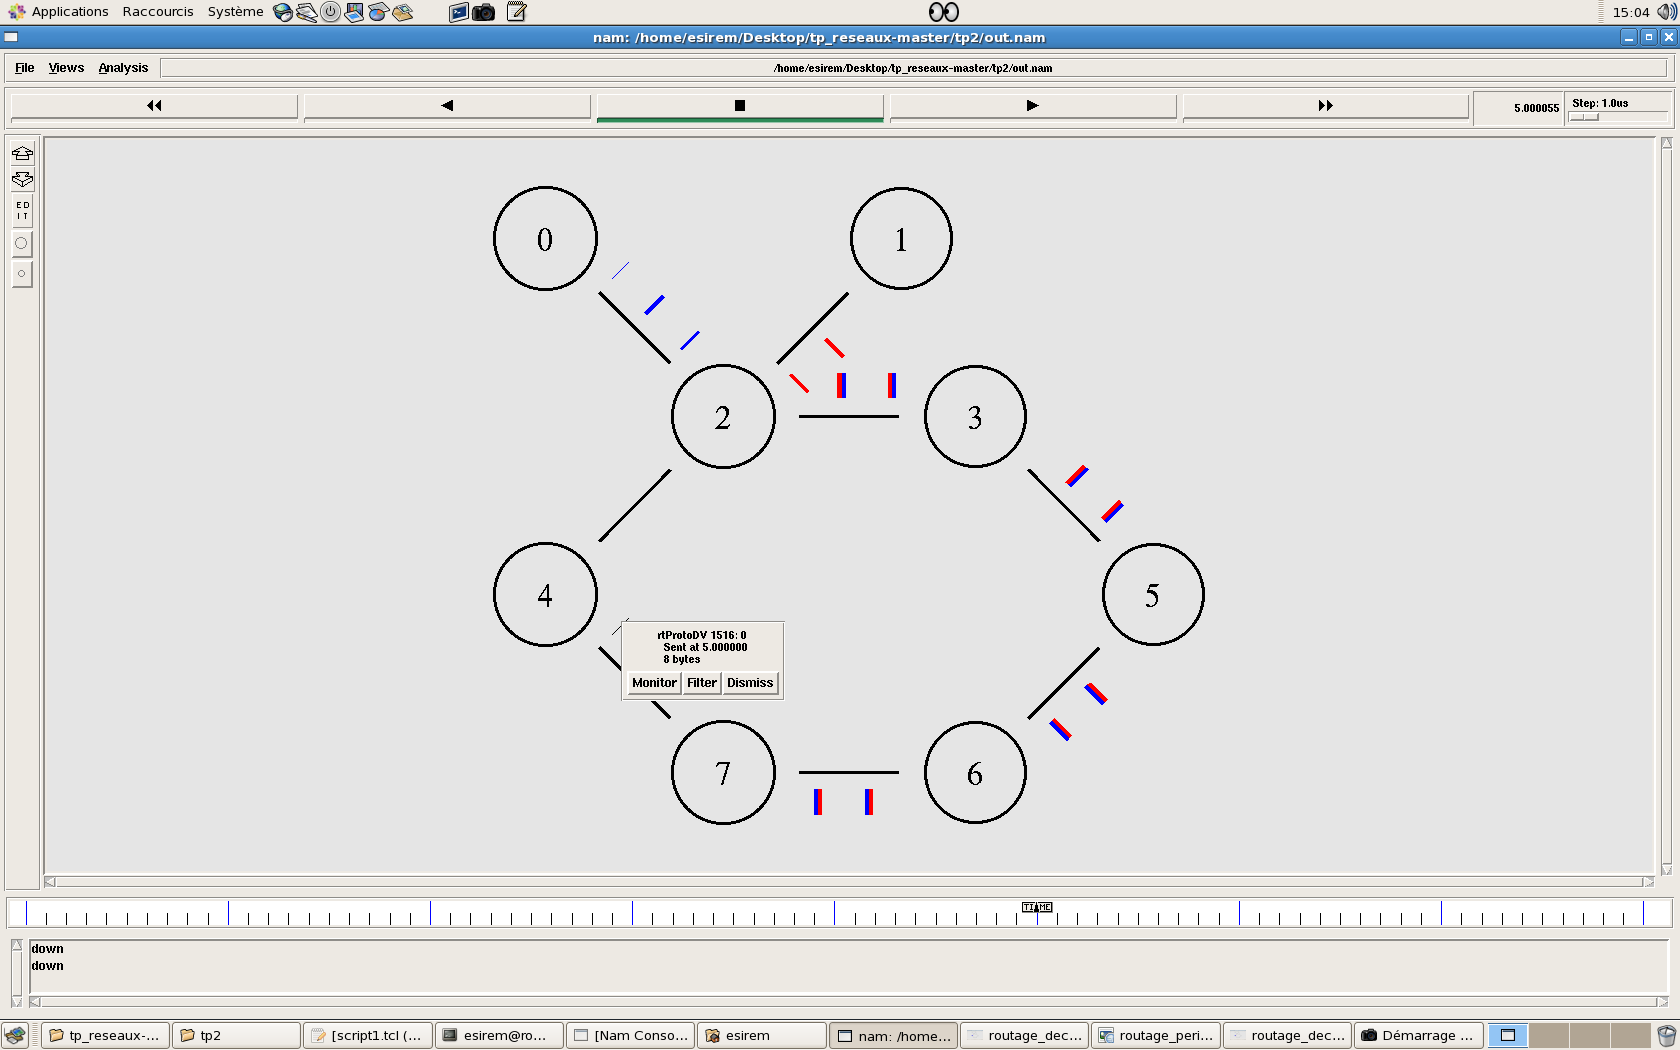 Applications Raccourcis Système 15:04
nam: /home/esirem/Desktop/tp_reseaux-master/tp2/out.nam
File Views Analysis /home/esirem/Desktop/tp_reseaux-master/tp2/out.nam
5.000055 Step: 1.0us
ED
IT
0 1
2 3
4 5
rtProtoDV 1516: 0
Sent at 5.000000
8 bytes
Monitor Filter Dismiss
7 6
TIME
down
down
tp_reseaux-... tp2 [script1.tcl (... esirem@ro... [Nam Conso... esirem nam: /home... routage_dec... routage_peri... routage_dec... Démarrage ...